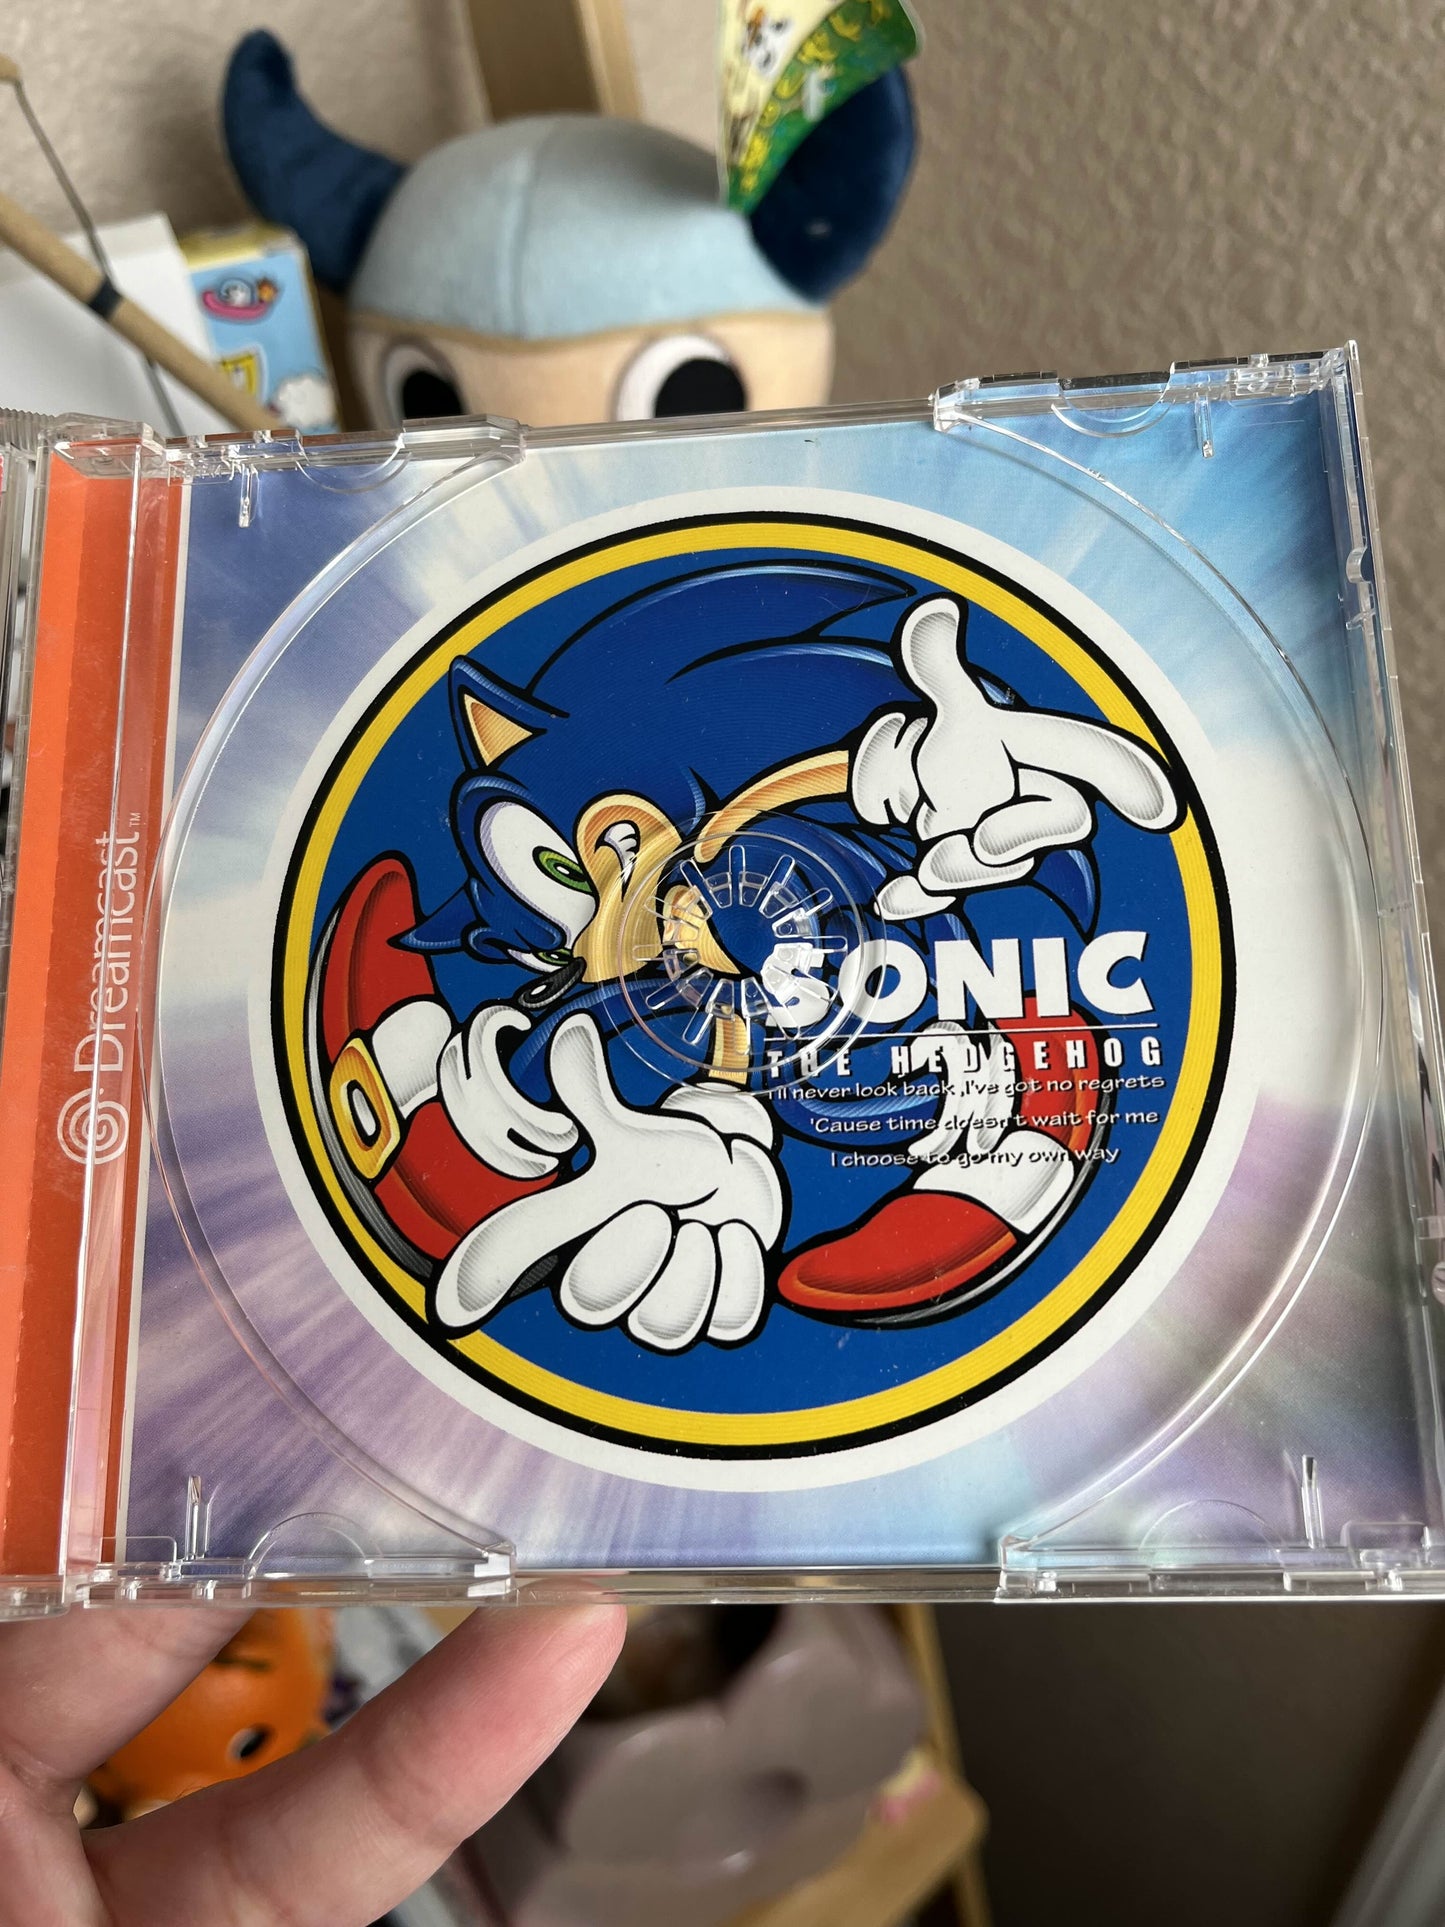 Dreamcast™
SONIC
THE HEDGEHOG
I'll never look back ,I've got no regrets
'Cause time doesn't wait for me
I choose to go my own way